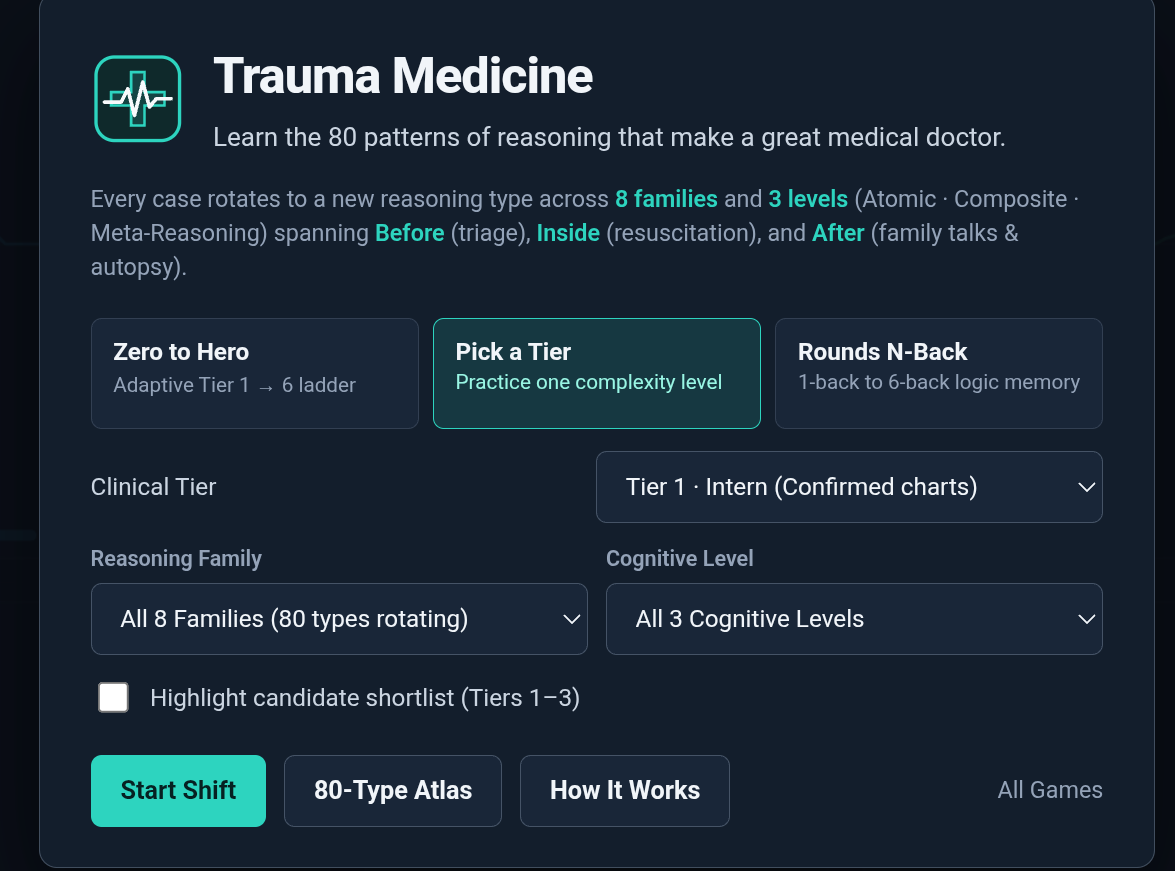 Trauma Medicine
Learn the 80 patterns of reasoning that make a great medical doctor.
Every case rotates to a new reasoning type across 8 families and 3 levels (Atomic · Composite ·
Meta-Reasoning) spanning Before (triage), Inside (resuscitation), and After (family talks &
autopsy).
Zero to Hero
Adaptive Tier 1 → 6 ladder
Pick a Tier
Practice one complexity level
Rounds N-Back
1-back to 6-back logic memory
Clinical Tier
Tier 1 · Intern (Confirmed charts)
Reasoning Family
Cognitive Level
All 8 Families (80 types rotating)
All 3 Cognitive Levels
Highlight candidate shortlist (Tiers 1–3)
Start Shift
80-Type Atlas
How It Works
All Games